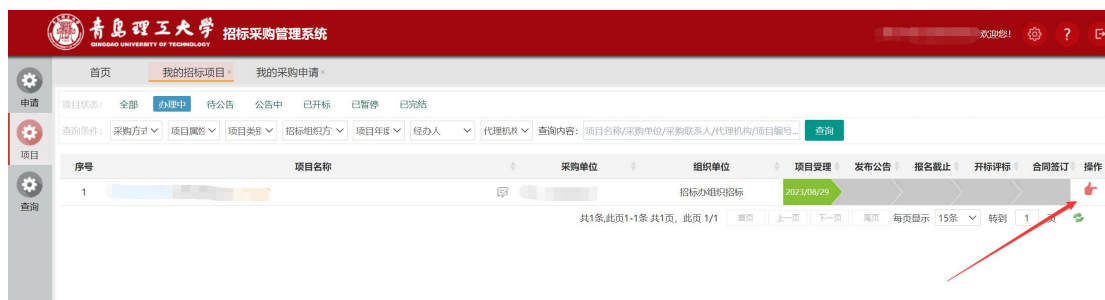 青岛理工大学 招标采购管理系统 欢迎您! ?
QINGDAO UNIVERSITY OF TECHNOLOGY
首页 我的招标项目× 我的采购申请×
申请
项目
查询
项目状态: 全部 办理中 待公告 公告中 已开标 已暂停 已完结
查询条件: 采购方式 项目属性 项目类别 招标组织方 项目年度 经办人 代理机构 查询内容: 项目名称/采购单位/采购联系人/代理机构/项目编号... 查询
序号 项目名称 采购单位 组织单位 项目受理 发布公告 报名截止 开标评标 合同签订 操作
1 招标办组织招标 2023/08/29
共1条,此页1-1条 共1页, 此页 1/1 首页 上一页 下一页 尾页 每页显示 15条 转到 1 页